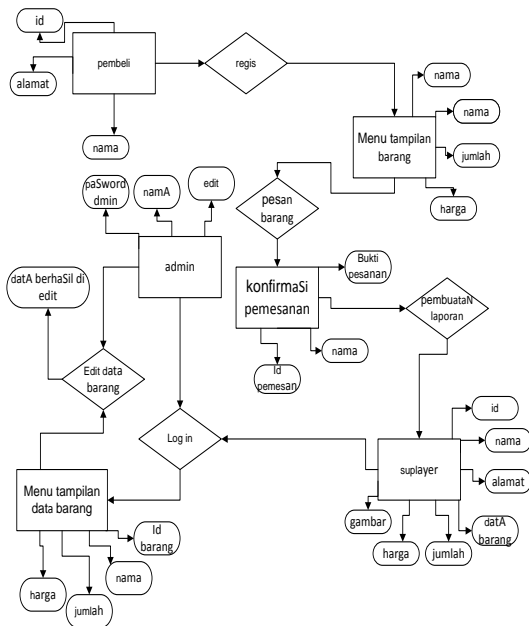 id
pembeli
regis
alamat
nama
nama
nama
Menu tampilan
barang
jumlah
harga
paSword
dmin
namA
edit
pesan
barang
admin
Bukti
pesanan
konfirmaSi
pemesanan
pembuataN
laporan
datA berhaSil di
edit
nama
Id
pemesan
Edit data
barang
Log in
id
nama
suplayer
alamat
Menu tampilan
data barang
gambar
datA
barang
Id
barang
harga
jumlah
nama
harga
jumlah